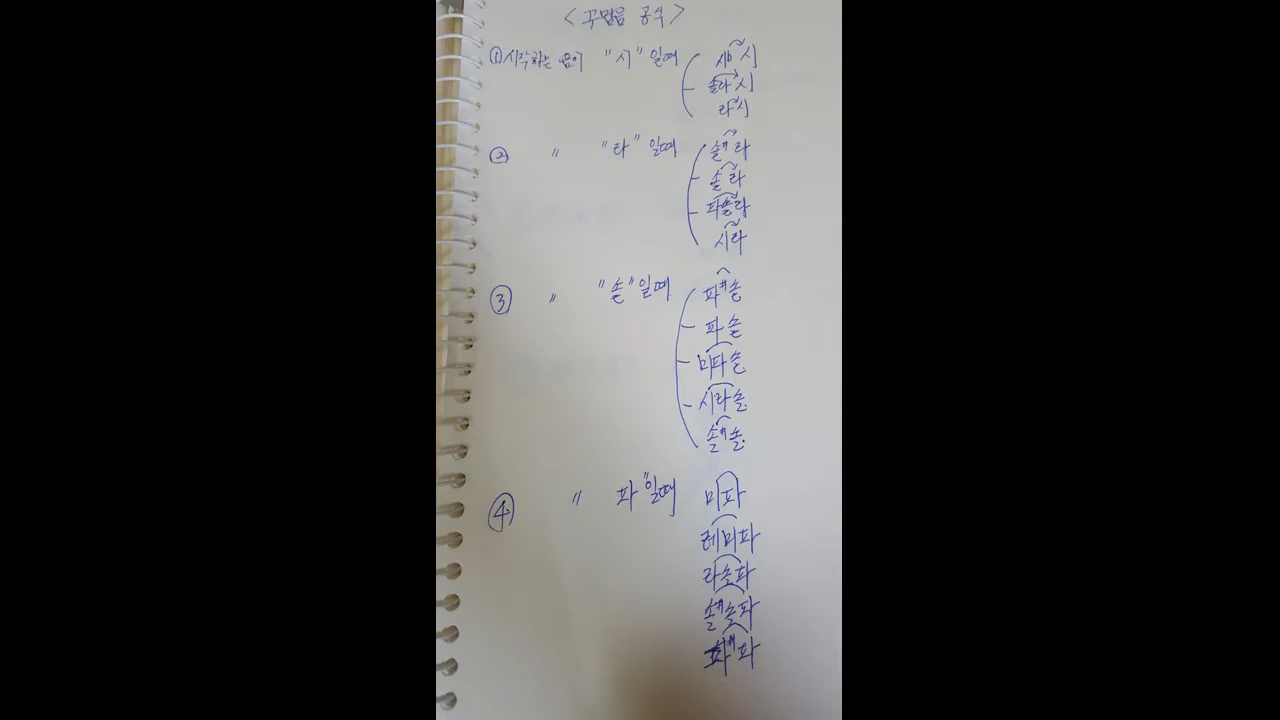 <꾸밈음 공식>
① 시작하는 음이 "시"일때 시b시
솔라시
라시
② " "라"일때 솔#라
솔라
파솔라
시라
③ " "솔"일때 파#솔
파솔
미파솔
시라솔
솔#솔
④ " 파"일때 미파
레미파
라솔파
솔#솔파
파#파